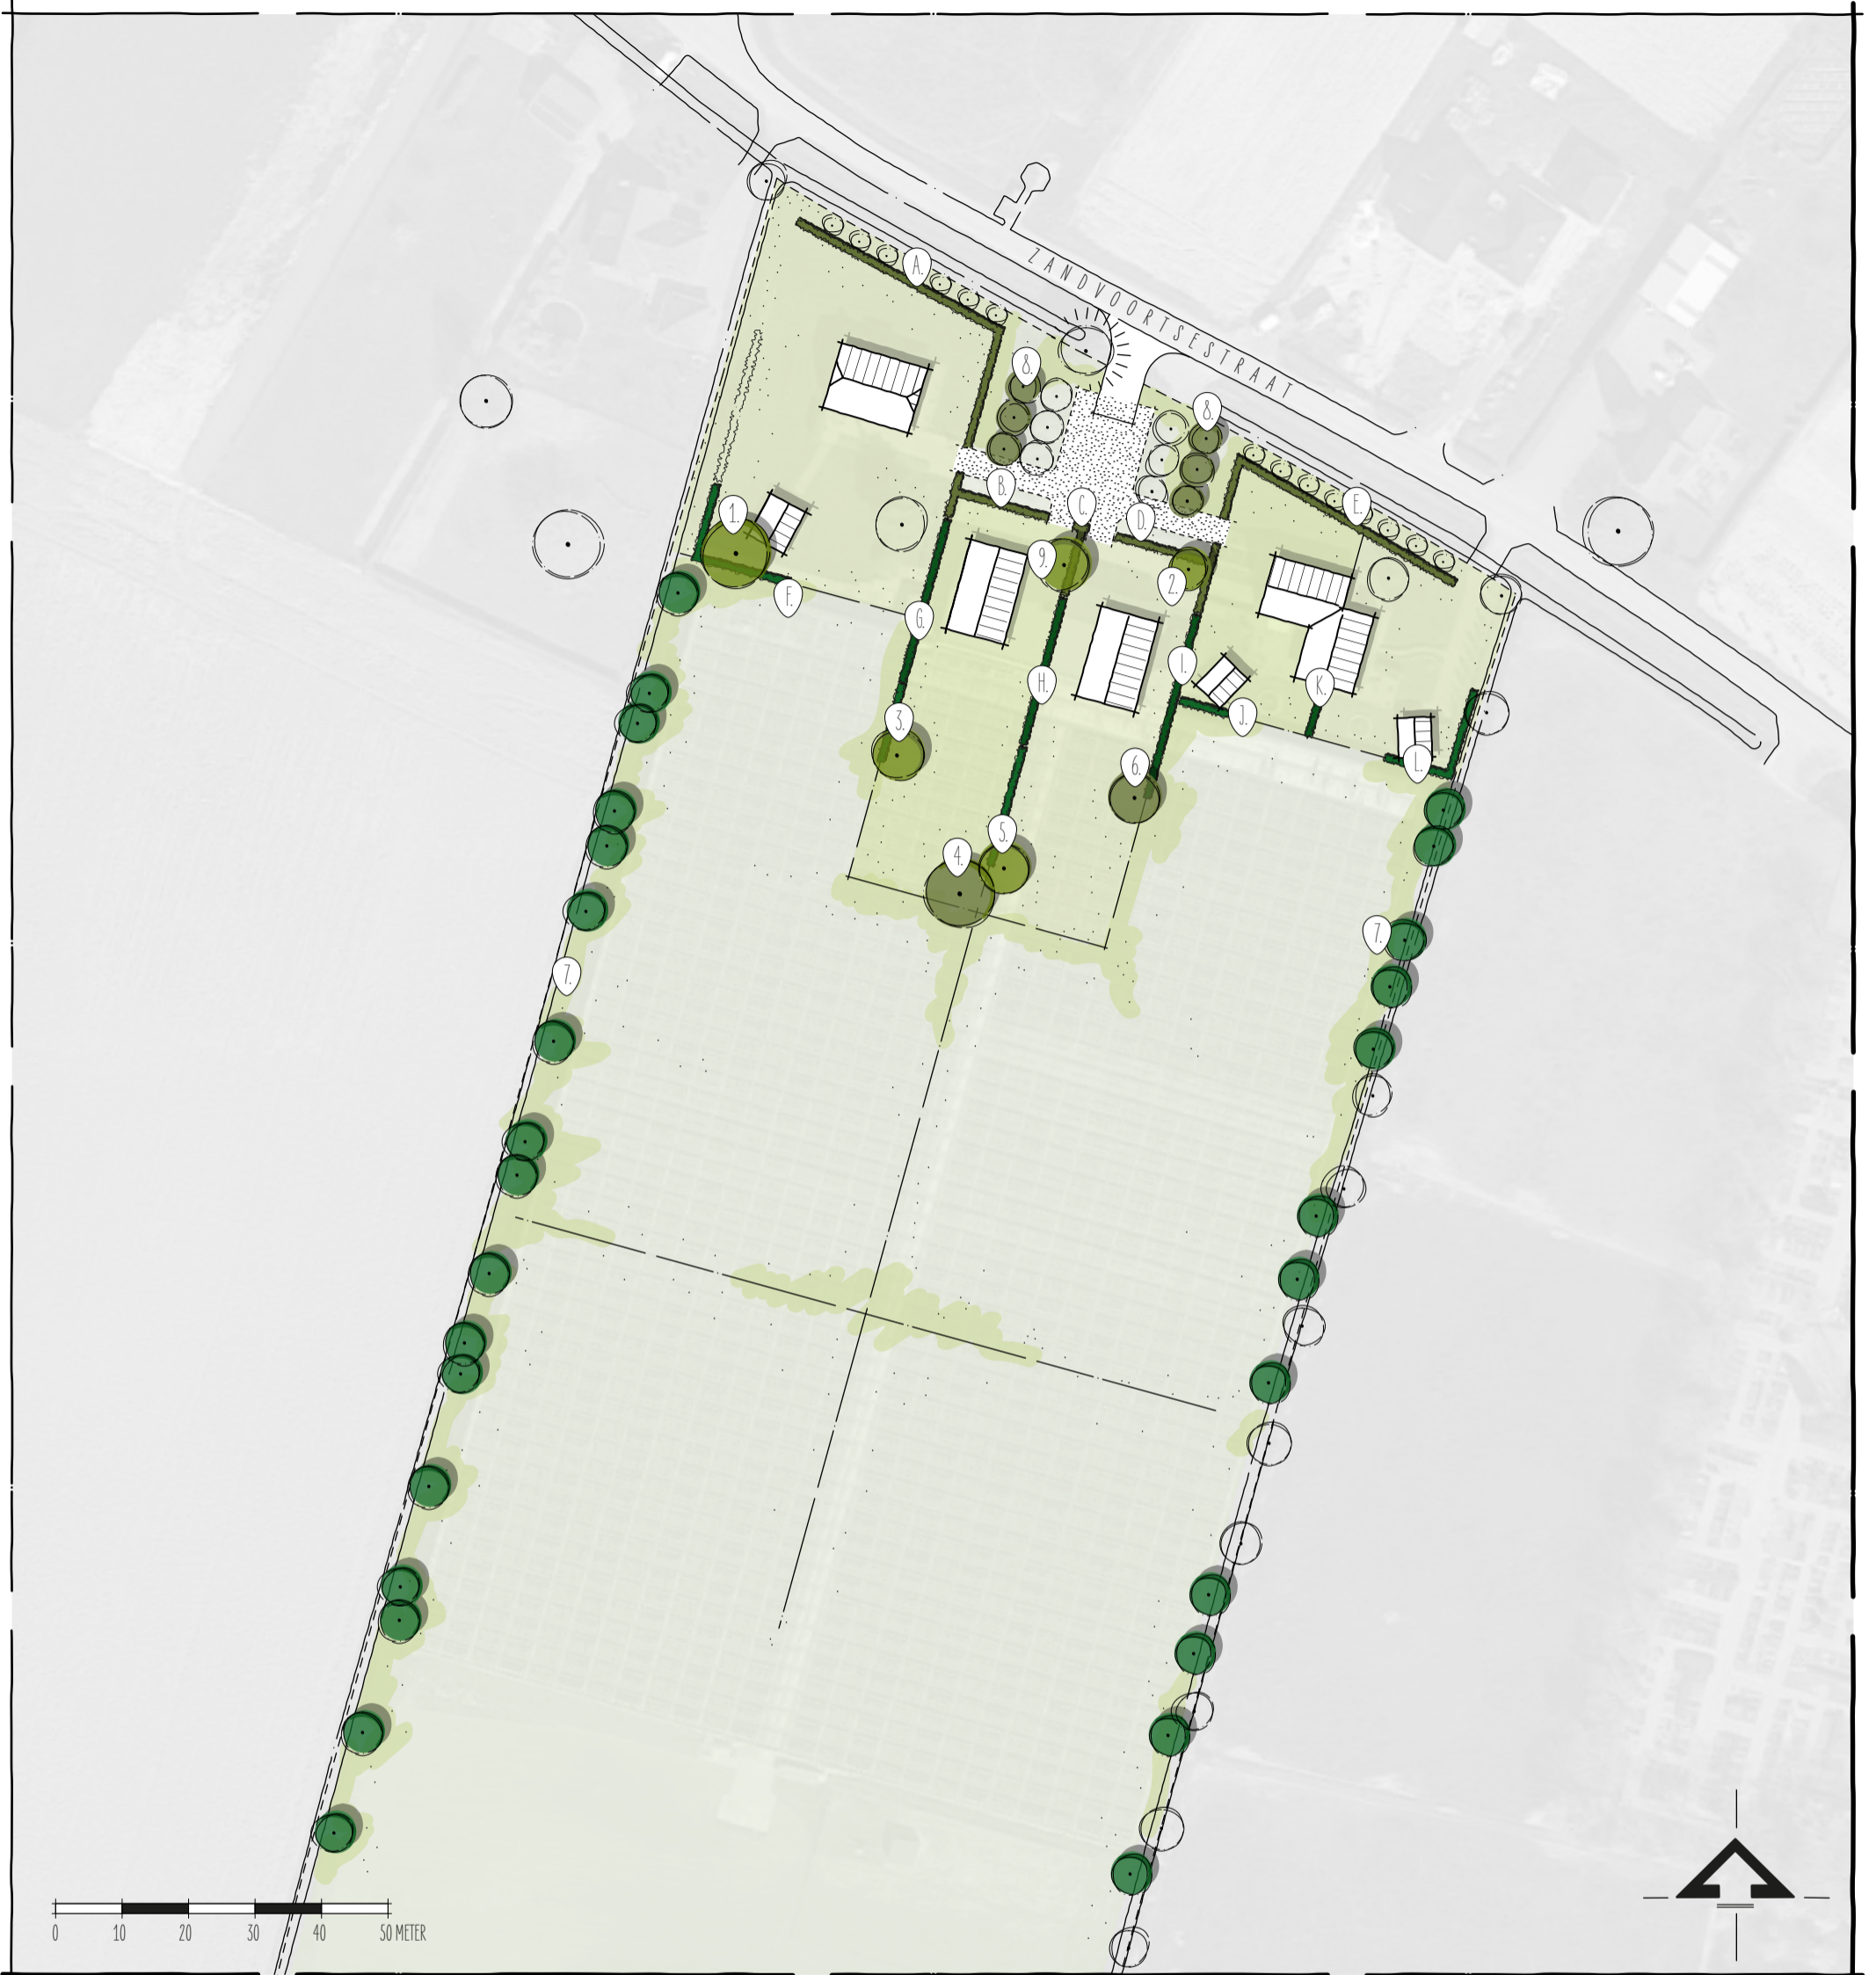 ZANDVOORTSESTRAAT
A.
8.
8.
B.
C.
D.
E.
1.
9.
2.
F.
G.
H.
I.
K.
J.
3.
L.
6.
5.
4.
7.
7.
0 10 20 30 40 50 METER